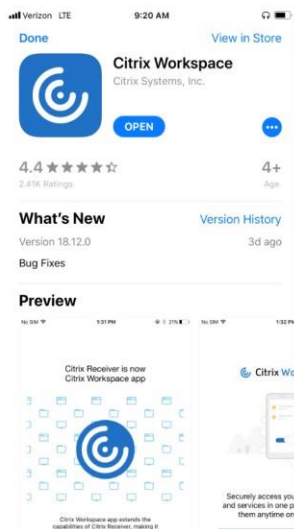 Verizon LTE 9:20 AM
Done View in Store
Citrix Workspace
Citrix Systems, Inc.
OPEN
4.4 4+
2.41K Ratings Age
What's New Version History
Version 18.12.0 3d ago
Bug Fixes
Preview
No SIM 1:31 PM 21%
Citrix Receiver is now
Citrix Workspace app
Citrix Workspace app extends the
capabilities of Citrix Receiver, making it
No SIM 1:32 PM
Citrix Wo
Securely access you
and services in one p
them anytime on